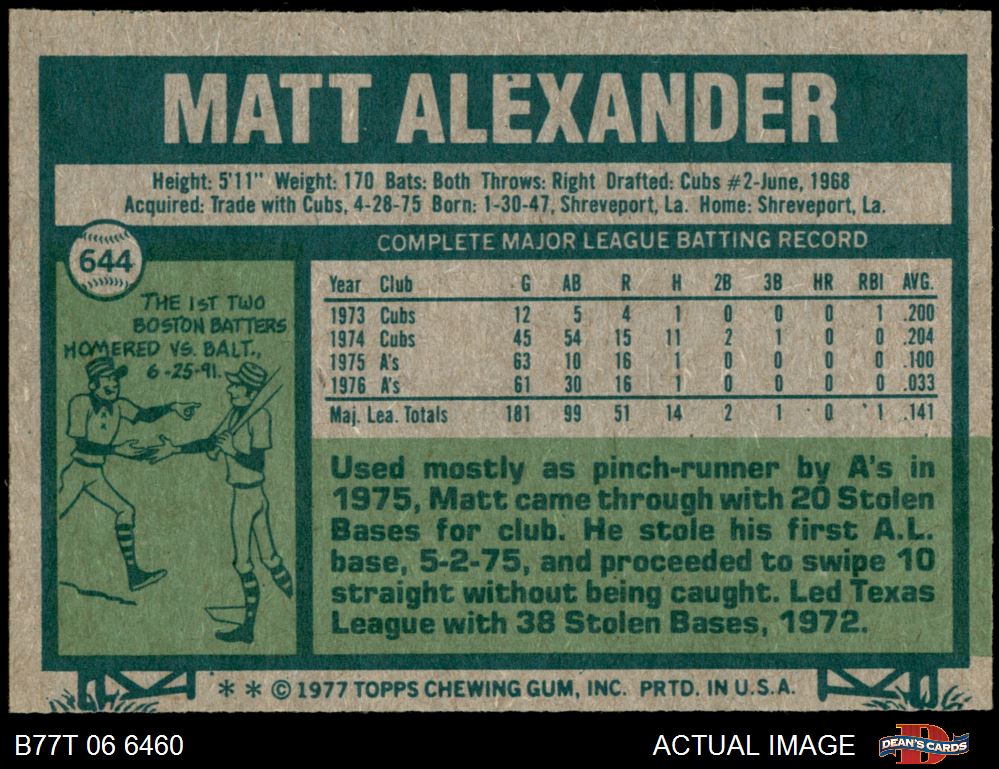 MATT ALEXANDER
Height: 5'11" Weight: 170 Bats: Both Throws: Right Drafted: Cubs #2-June, 1968
Acquired: Trade with Cubs, 4-28-75 Born: 1-30-47, Shreveport, La. Home: Shreveport, La.
644
THE 1ST TWO
BOSTON BATTERS
HOMERED VS. BALT.,
6-25-91.
A
COMPLETE MAJOR LEAGUE BATTING RECORD
Year Club G AB R H 2B 3B HR RBI AVG.
1973 Cubs 12 5 4 1 0 0 0 1 .200
1974 Cubs 45 54 15 11 2 1 0 0 .204
1975 A's 63 10 16 1 0 0 0 0 .100
1976 A's 61 30 16 1 0 0 0 0 .033
Maj. Lea. Totals 181 99 51 14 2 1 0 1 .141
Used mostly as pinch-runner by A's in
1975, Matt came through with 20 Stolen
Bases for club. He stole his first A.L.
base, 5-2-75, and proceeded to swipe 10
straight without being caught. Led Texas
League with 38 Stolen Bases, 1972.
* * © 1977 TOPPS CHEWING GUM, INC. PRTD. IN U.S.A.
B77T 06 6460
ACTUAL IMAGE
DEAN'S CARDS